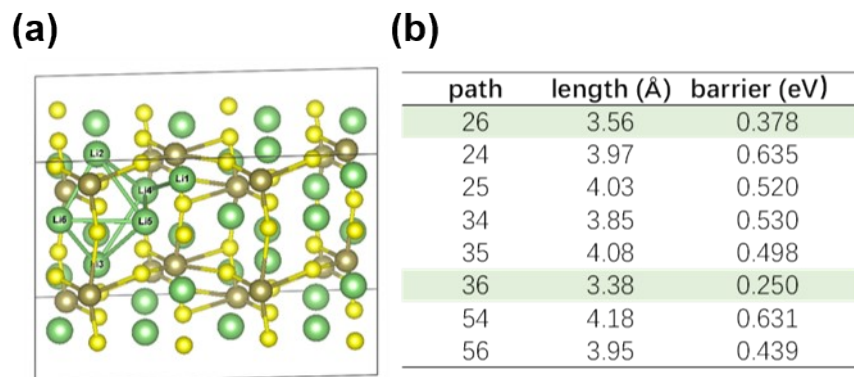 (a)
(b)
Li2
Li4
Li1
Li6
Li5
Li3
path length (Å) barrier (eV)
26 3.56 0.378
24 3.97 0.635
25 4.03 0.520
34 3.85 0.530
35 4.08 0.498
36 3.38 0.250
54 4.18 0.631
56 3.95 0.439